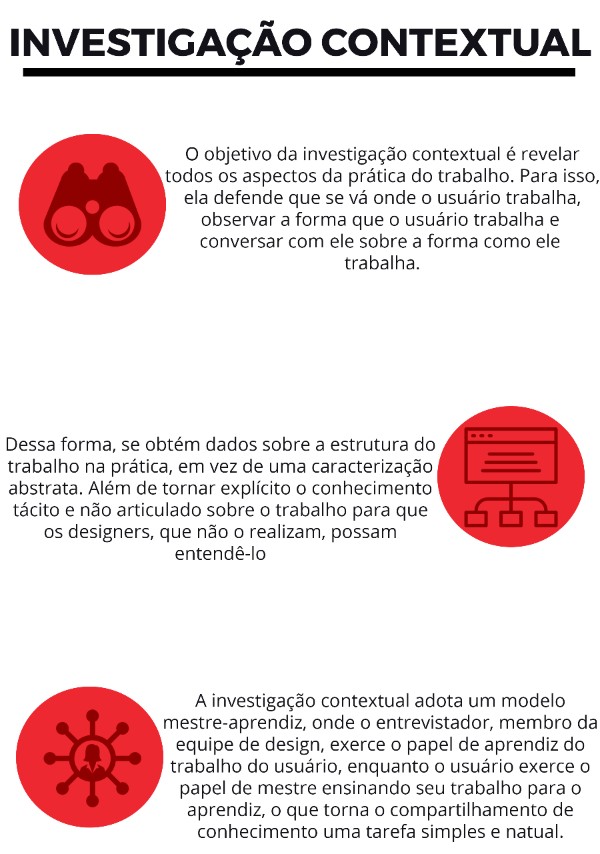 INVESTIGAÇÃO CONTEXTUAL
O objetivo da investigação contextual é revelar
todos os aspectos da prática do trabalho. Para isso,
ela defende que se vá onde o usuário trabalha,
observar a forma que o usuário trabalha e
conversar com ele sobre a forma como ele
trabalha.
Dessa forma, se obtém dados sobre a estrutura do
trabalho na prática, em vez de uma caracterização
abstrata. Além de tornar explícito o conhecimento
tácito e não articulado sobre o trabalho para que
os designers, que não o realizam, possam
entendê-lo
A investigação contextual adota um modelo
mestre-aprendiz, onde o entrevistador, membro da
equipe de design, exerce o papel de aprendiz do
trabalho do usuário, enquanto o usuário exerce o
papel de mestre ensinando seu trabalho para o
aprendiz, o que torna o compartilhamento de
conhecimento uma tarefa simples e natual.